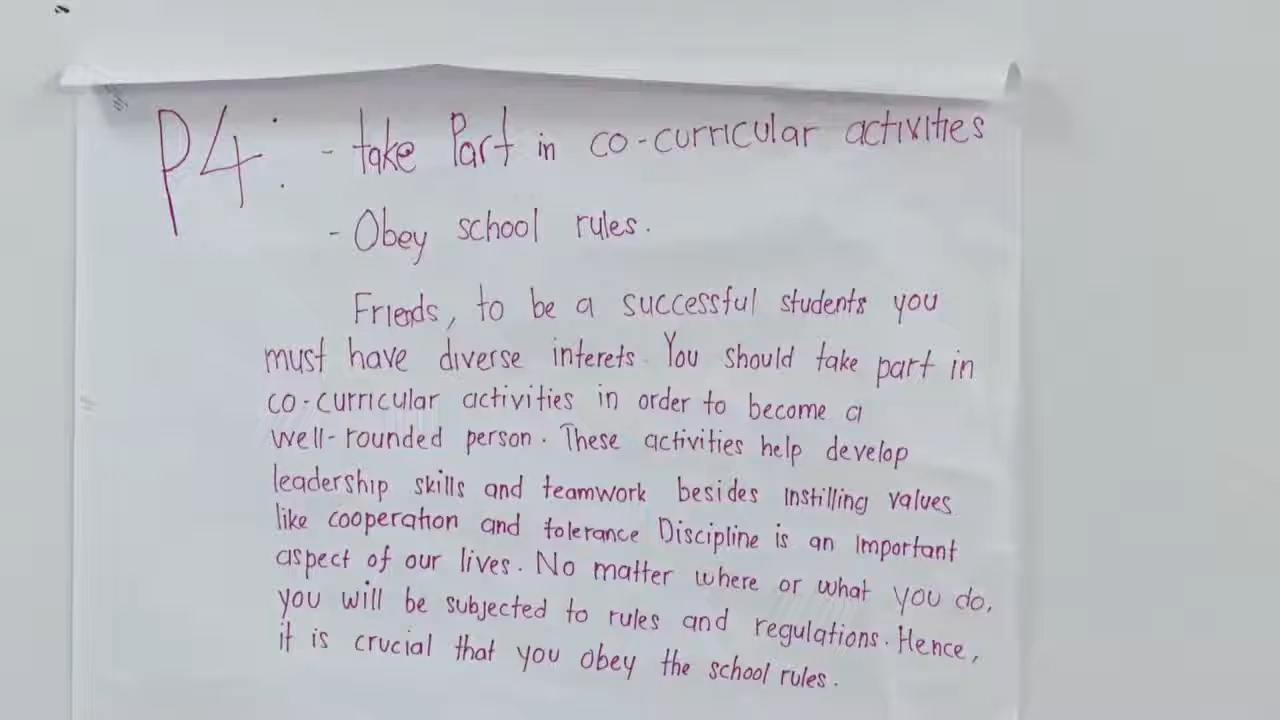 P4: - take Part in co-curricular activities
- Obey school rules.
Friends, to be a successful students you
must have diverse interets. You should take part in
co-curricular activities in order to become a
well-rounded person. These activities help develop
leadership skills and teamwork besides instilling values
like cooperation and tolerance Discipline is an important
aspect of our lives. No matter where or what you do,
you will be subjected to rules and regulations. Hence,
it is crucial that you obey the school rules.